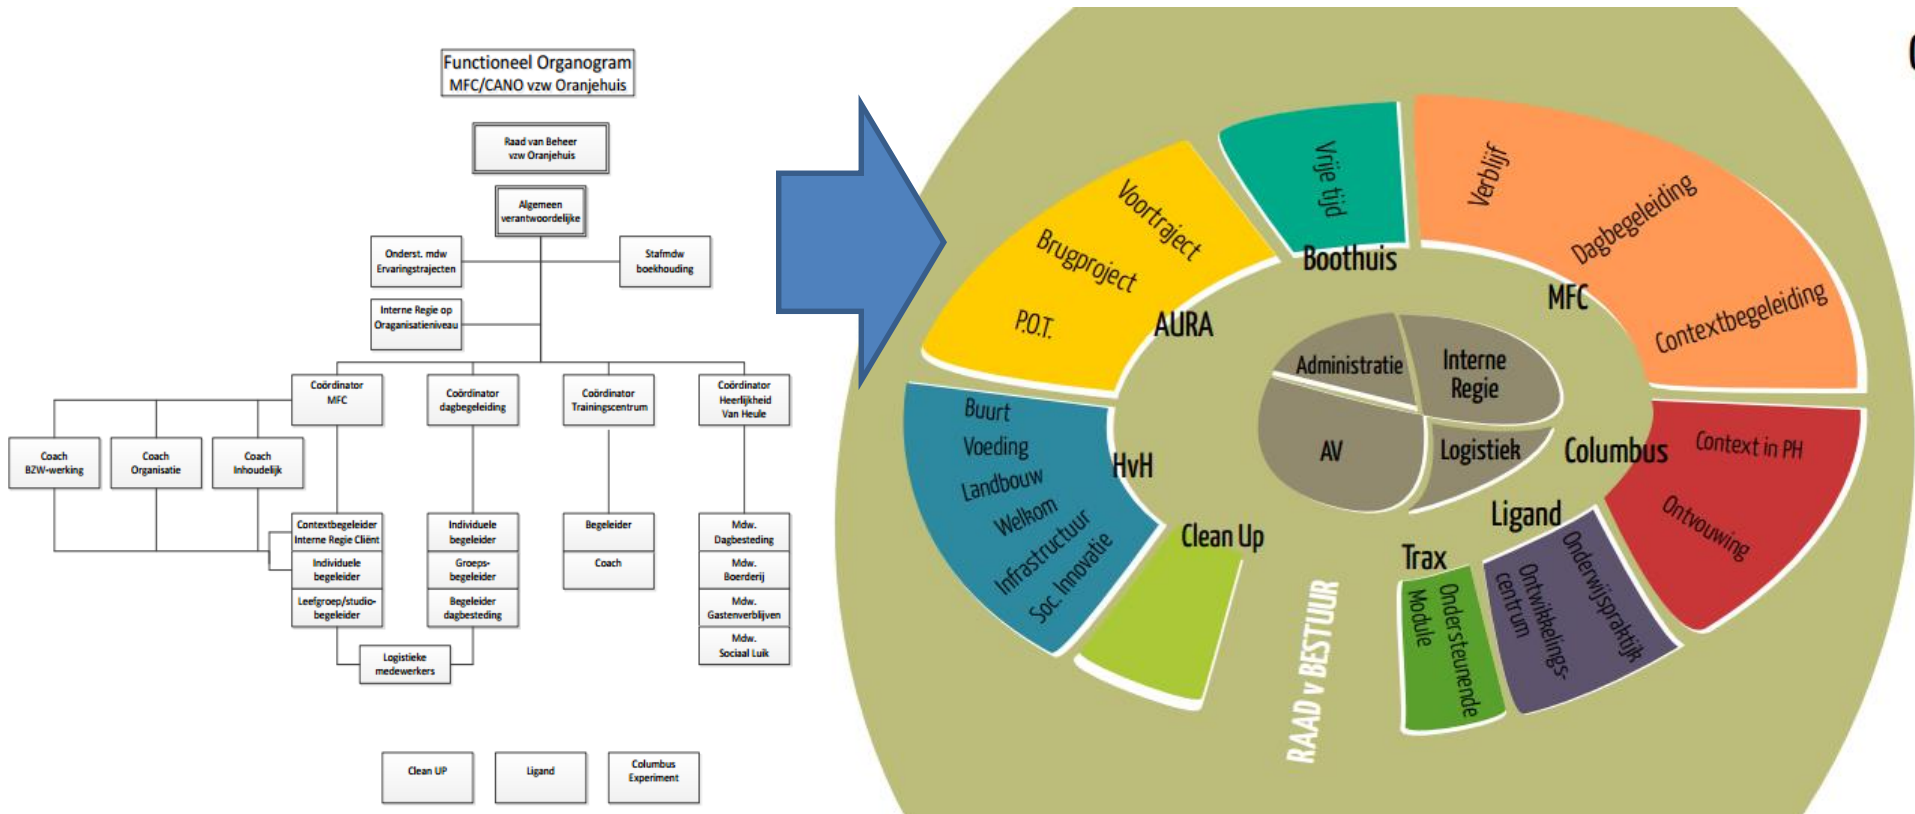 Functioneel Organogram
MFC/CANO vzw Oranjehuis
Raad van Beheer
vzw Oranjehuis
Algemeen
verantwoordelijke
Onderst. mdw
Ervaringstrajecten
Stafmdw
boekhouding
Interne Regie op
Oraganisatieniveau
Coördinator
MFC
Coördinator
dagbegeleiding
Coördinator
Trainingscentrum
Coördinator
Heerlijkheid
Van Heule
Coach
BZW-werking
Coach
Organisatie
Coach
Inhoudelijk
Contextbegeleider
Interne Regie Cliënt
Individuele
begeleider
Leefgroep/studio-
begeleider
Individuele
begeleider
Groeps-
begeleider
Begeleider
dagbesteding
Begeleider
Coach
Mdw.
Dagbesteding
Mdw.
Boerderij
Mdw.
Gastenverblijven
Mdw.
Sociaal Luik
Logistieke
medewerkers
Clean UP
Ligand
Columbus
Experiment
Voortraject
Brugproject
P.O.T.
AURA
Vrije tijd
Boothuis
Verblijf
Dagbegeleiding
Contextbegeleiding
MFC
Administratie
Interne
Regie
AV
Logistiek
Buurt
Voeding
Landbouw
Welkom
Infrastructuur
Soc. Innovatie
HvH
Clean Up
Columbus
Context in PH
Ontvouwing
Ligand
Onderwijspraktijk
Ontwikkelings-
centrum
Trax
Ondersteunende
Module
RAAD v BESTUUR